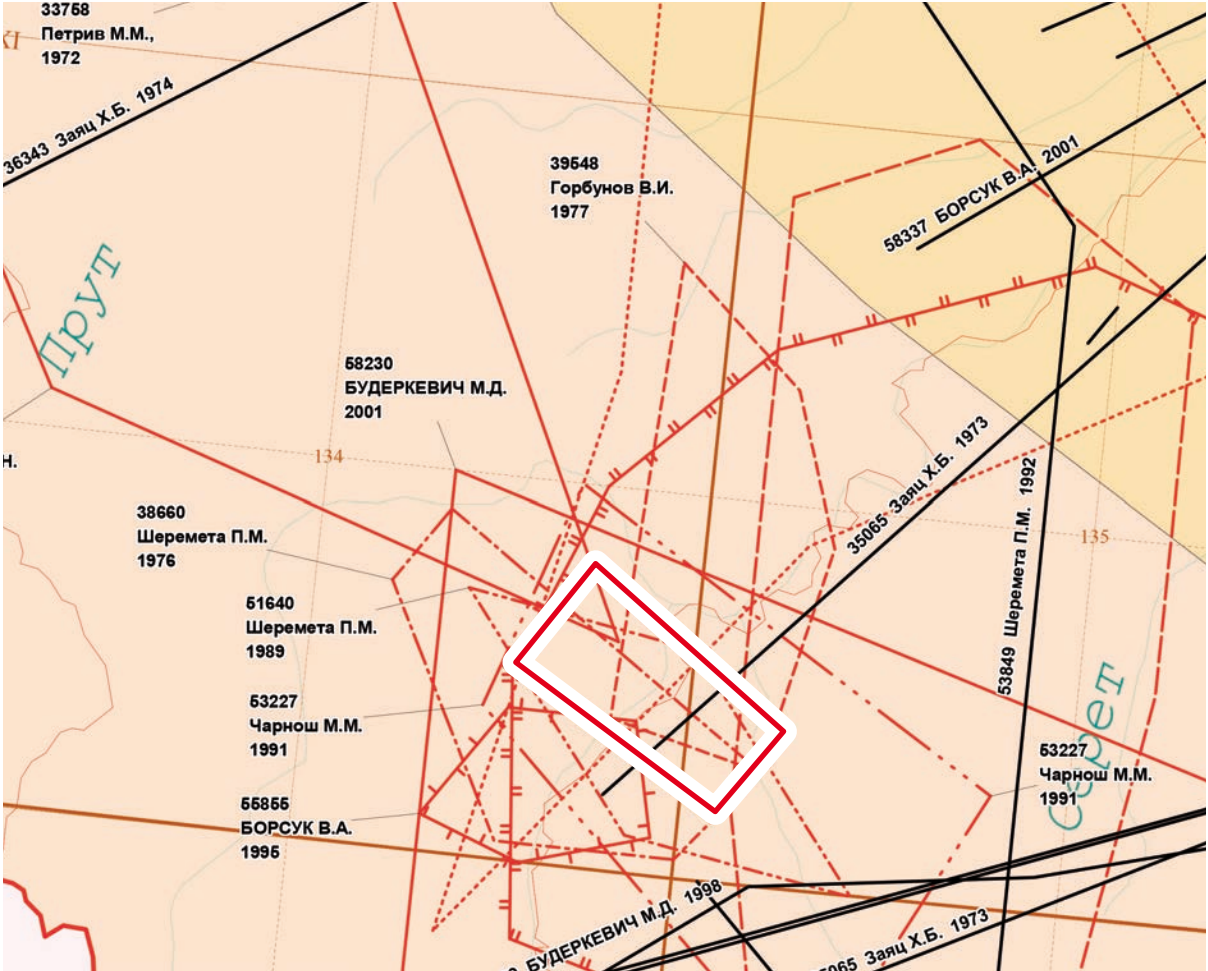 33758
Петрив М.М.,
1972
XI
36343 Заяц Х.Б. 1974
39548
Горбунов В.И.
1977
58337 БОРСУК В.А. 2001
Прут
58230
БУДЕРКЕВИЧ М.Д.
2001
134
Н.
35065 Заяц Х.Б. 1973
38660
Шеремета П.М.
1976
135
53849 Шеремета П.М. 1992
51640
Шеремета П.М.
1989
53227
Чарнош М.М.
1991
Серет
53227
Чарнош М.М.
1991
55855
БОРСУК В.А.
1995
БУДЕРКЕВИЧ М.Д. 1998
5065 Заяц Х.Б. 1973